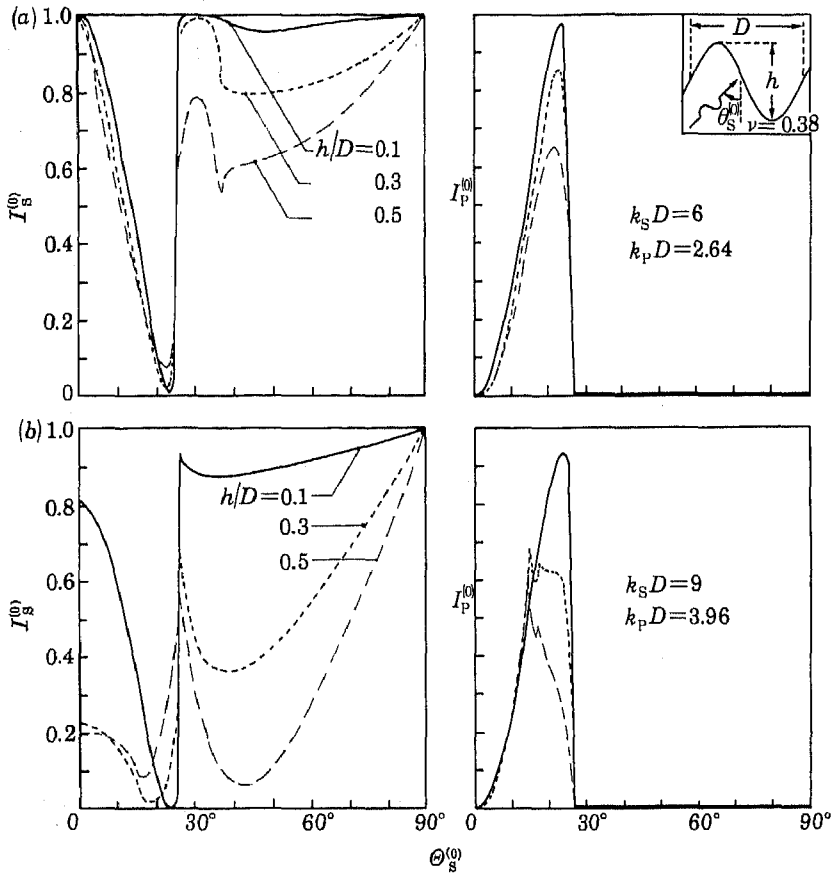 (a)
1.0
0.8
0.6
0.4
0.2
0
I_S^(0)
h/D=0.1
0.3
0.5
I_P^(0)
k_S D=6
k_P D=2.64
D
h
θ_S^(0)
ν=0.38
(b)
1.0
0.8
0.6
0.4
0.2
0
I_S^(0)
h/D=0.1
0.3
0.5
0 30° 60° 90°
I_P^(0)
k_S D=9
k_P D=3.96
0 30° 60° 90°
Θ_S^(0)